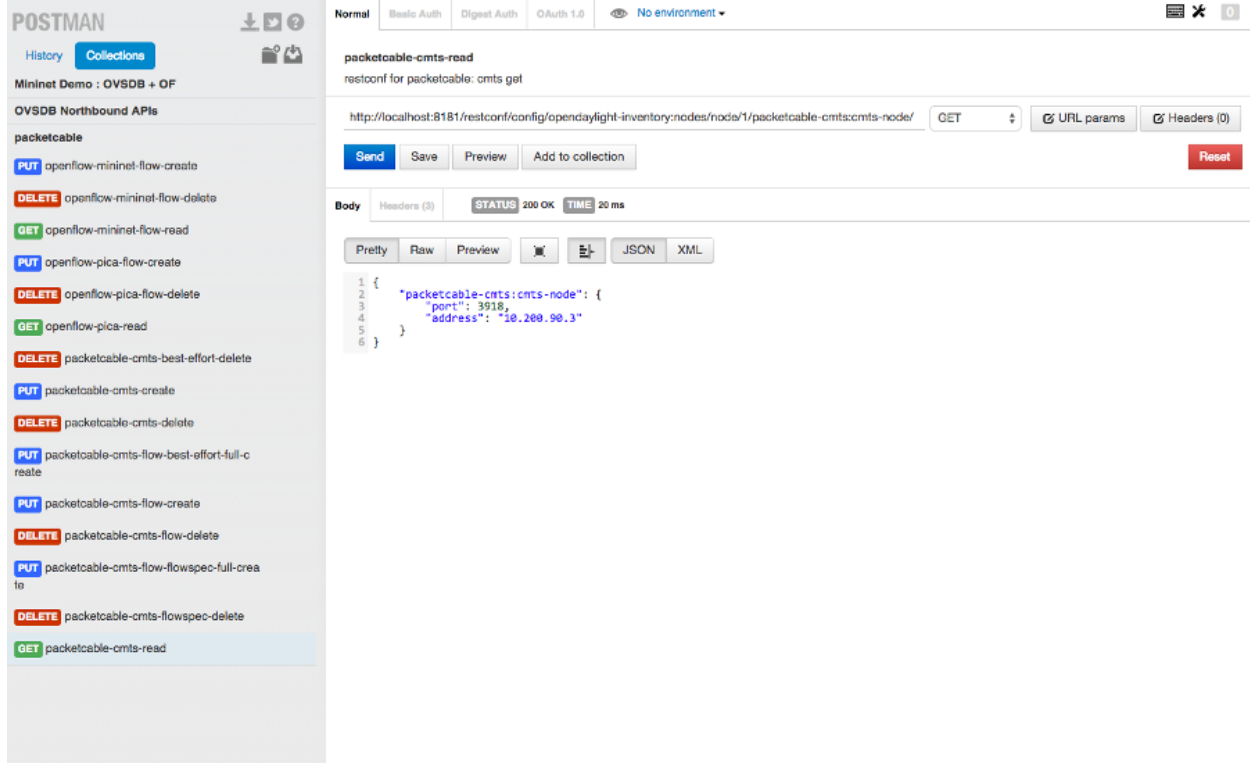 POSTMAN
History Collections
Mininet Demo : OVSDB + OF
OVSDB Northbound APIs
packetcable
PUT openflow-mininet-flow-create
DELETE openflow-mininet-flow-delete
GET openflow-mininet-flow-read
PUT openflow-pica-flow-create
DELETE openflow-pica-flow-delete
GET openflow-pica-read
DELETE packetcable-cmts-best-effort-delete
PUT packetcable-cmts-create
DELETE packetcable-cmts-delete
PUT packetcable-cmts-flow-best-effort-full-c
reate
PUT packetcable-cmts-flow-create
DELETE packetcable-cmts-flow-delete
PUT packetcable-cmts-flow-flowspec-full-crea
te
DELETE packetcable-cmts-flowspec-delete
GET packetcable-cmts-read
Normal Basic Auth Digest Auth OAuth 1.0 No environment 0
packetcable-cmts-read
restconf for packetcable: cmts get
http://localhost:8181/restconf/config/opendaylight-inventory:nodes/node/1/packetcable-cmts:cmts-node/ GET URL params Headers (0)
Send Save Preview Add to collection Reset
Body Headers (3) STATUS 200 OK TIME 20 ms
Pretty Raw Preview JSON XML
1 {
2 "packetcable-cmts:cmts-node": {
3 "port": 3918,
4 "address": "10.200.90.3"
5 }
6 }